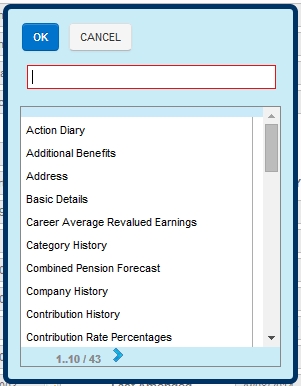 OK CANCEL
Action Diary
Additional Benefits
Address
Basic Details
Career Average Revalued Earnings
Category History
Combined Pension Forecast
Company History
Contribution History
Contribution Rate Percentages
1..10 / 43